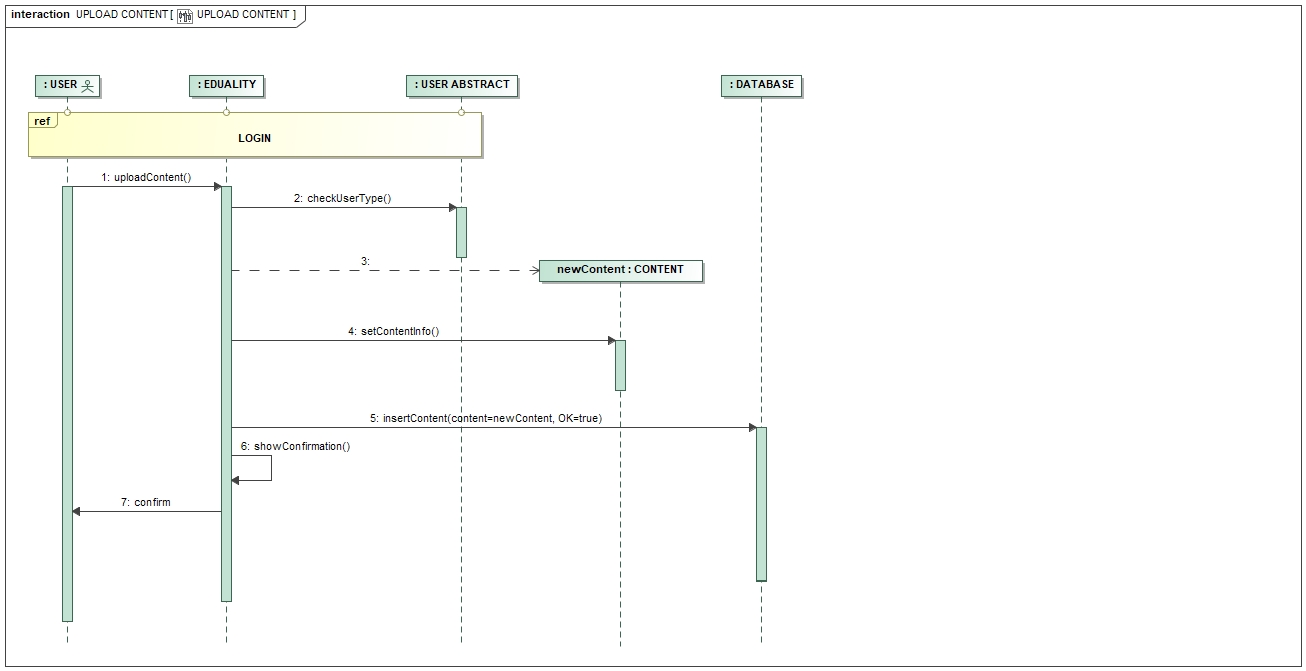 interaction UPLOAD CONTENT [ UPLOAD CONTENT ]
: USER
: EDUALITY
: USER ABSTRACT
: DATABASE
ref
LOGIN
1: uploadContent()
2: checkUserType()
3:
newContent : CONTENT
4: setContentInfo()
5: insertContent(content=newContent, OK=true)
6: showConfirmation()
7: confirm